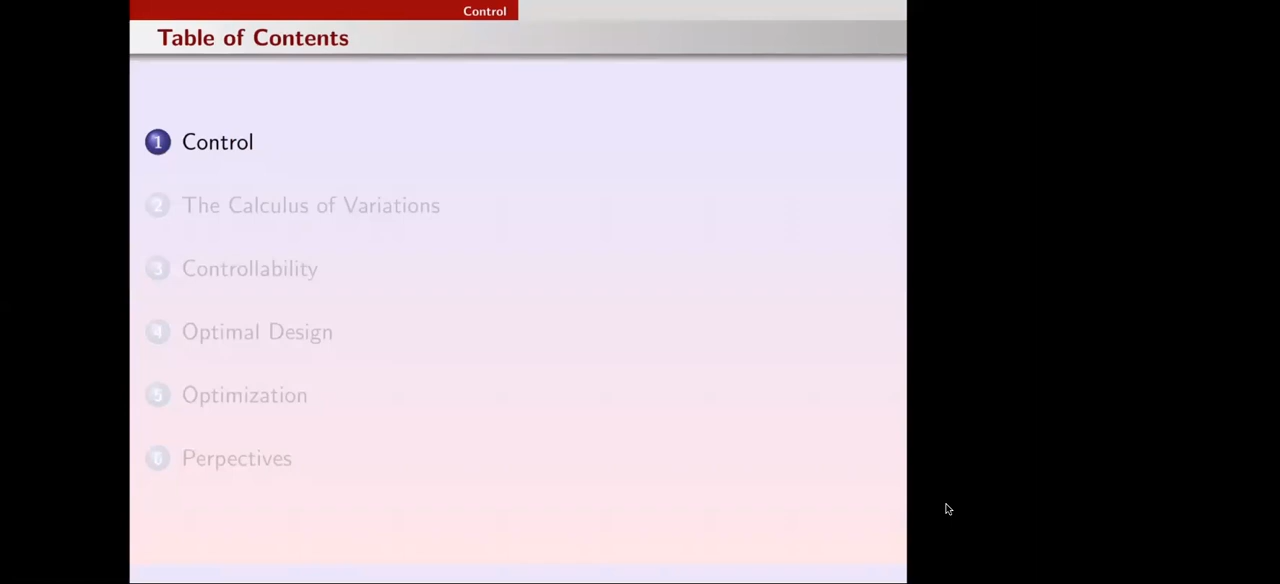 Control
Table of Contents
1 Control
2 The Calculus of Variations
3 Controllability
4 Optimal Design
5 Optimization
6 Perpectives